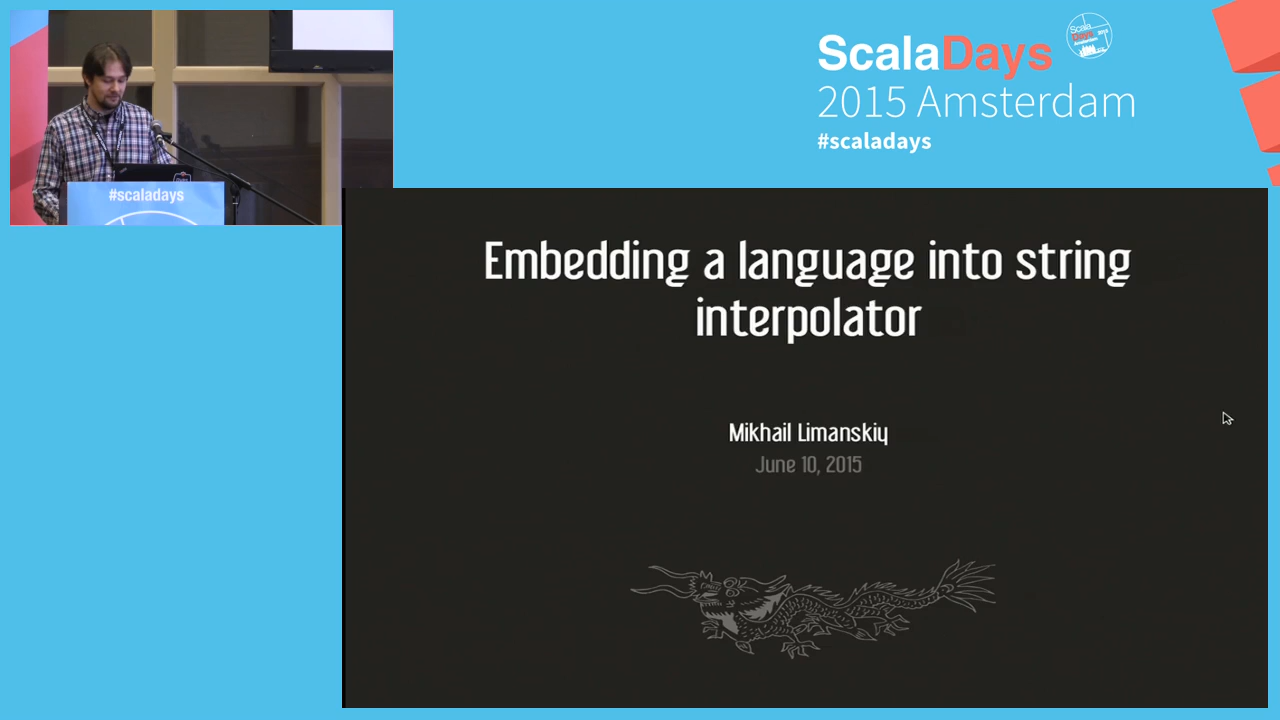 ScalaDays
2015 Amsterdam
#scaladays
#scaladays
Embedding a language into string
interpolator
Mikhail Limanskiy
June 10, 2015